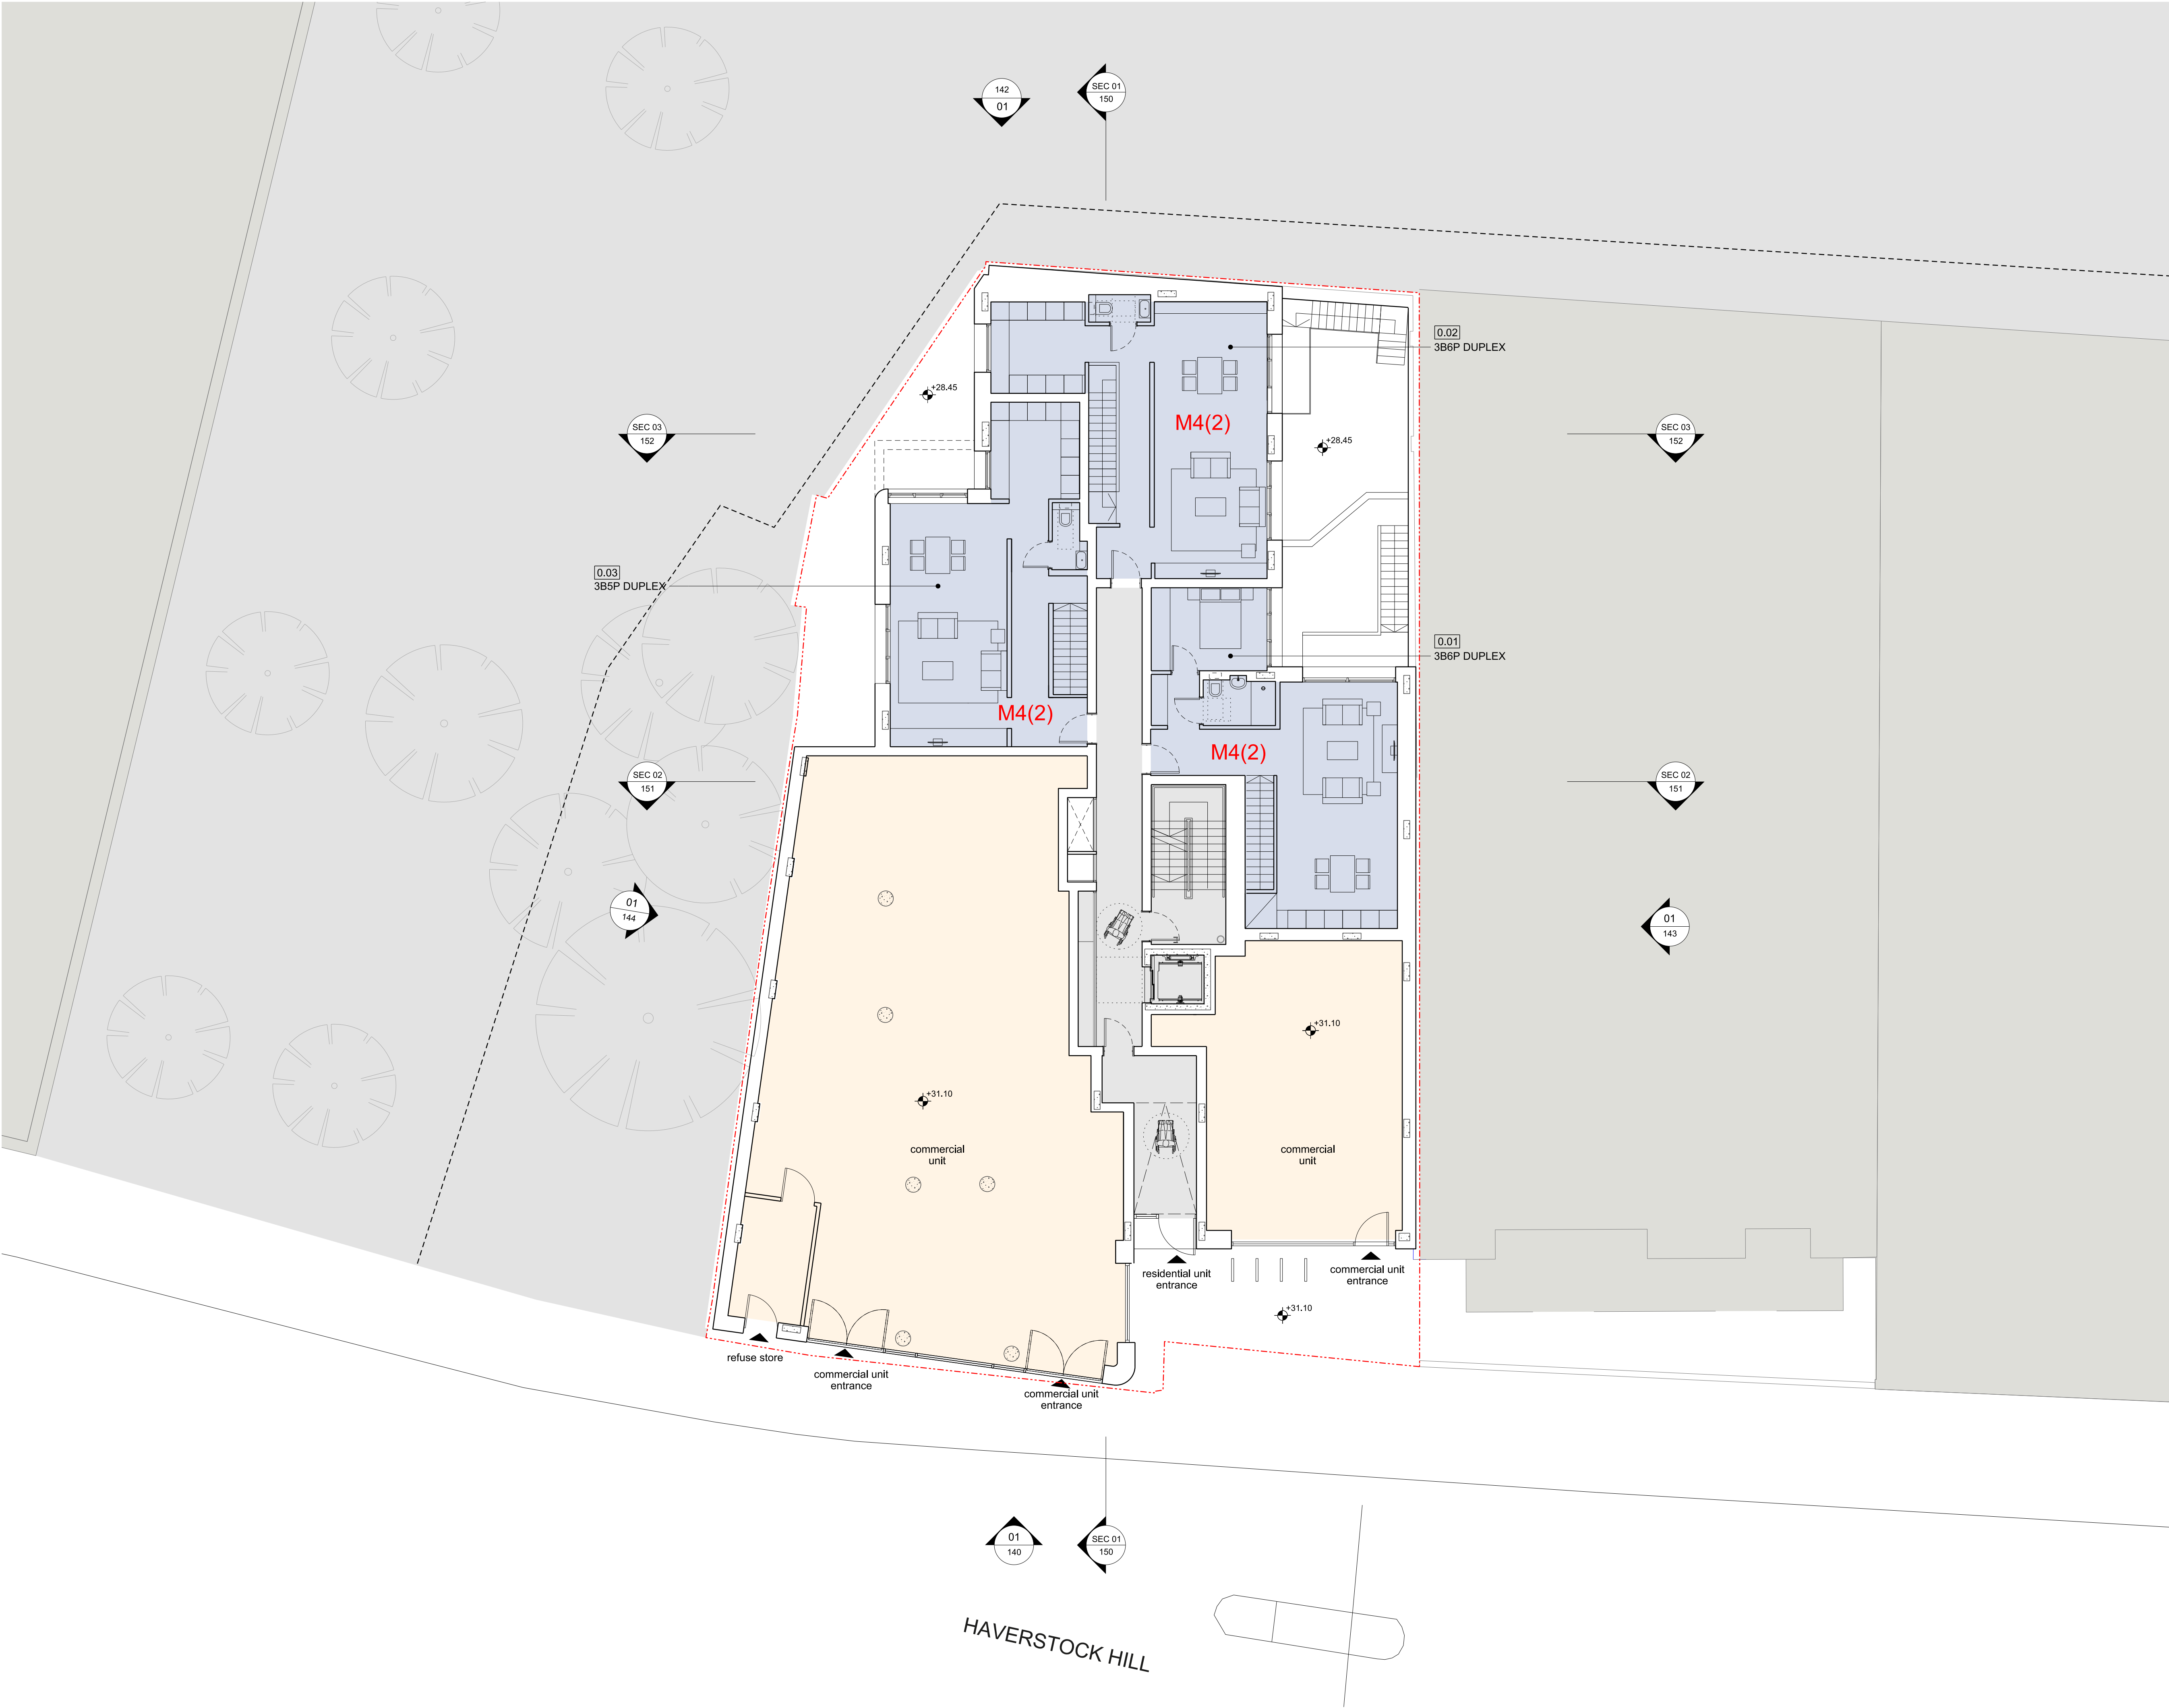 142
01
SEC 01
150
0.02
3B6P DUPLEX
+28.45
M4(2)
SEC 03
152
SEC 03
152
+28.45
0.03
3B5P DUPLEX
0.01
3B6P DUPLEX
M4(2)
M4(2)
SEC 02
151
SEC 02
151
01
144
01
143
+31.10
+31.10
commercial
unit
commercial
unit
residential unit
entrance
commercial unit
entrance
+31.10
refuse store
commercial unit
entrance
commercial unit
entrance
01
140
SEC 01
150
HAVERSTOCK HILL